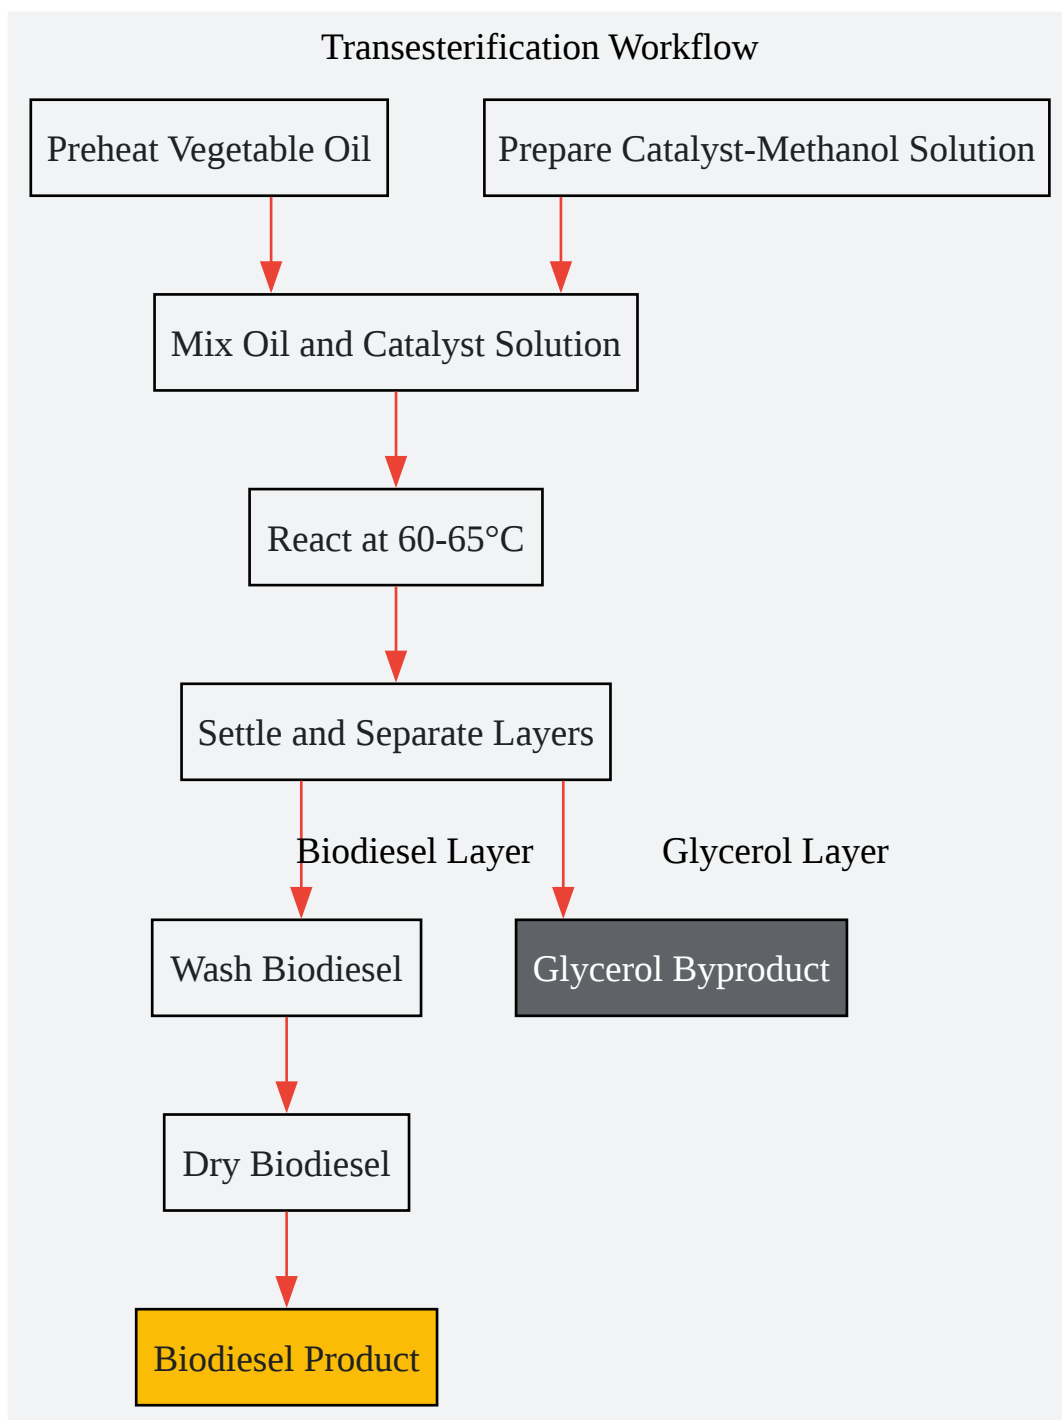 Transesterification Workflow
Preheat Vegetable Oil
Prepare Catalyst-Methanol Solution
Mix Oil and Catalyst Solution
React at 60-65°C
Settle and Separate Layers
Biodiesel Layer
Glycerol Layer
Wash Biodiesel
Glycerol Byproduct
Dry Biodiesel
Biodiesel Product